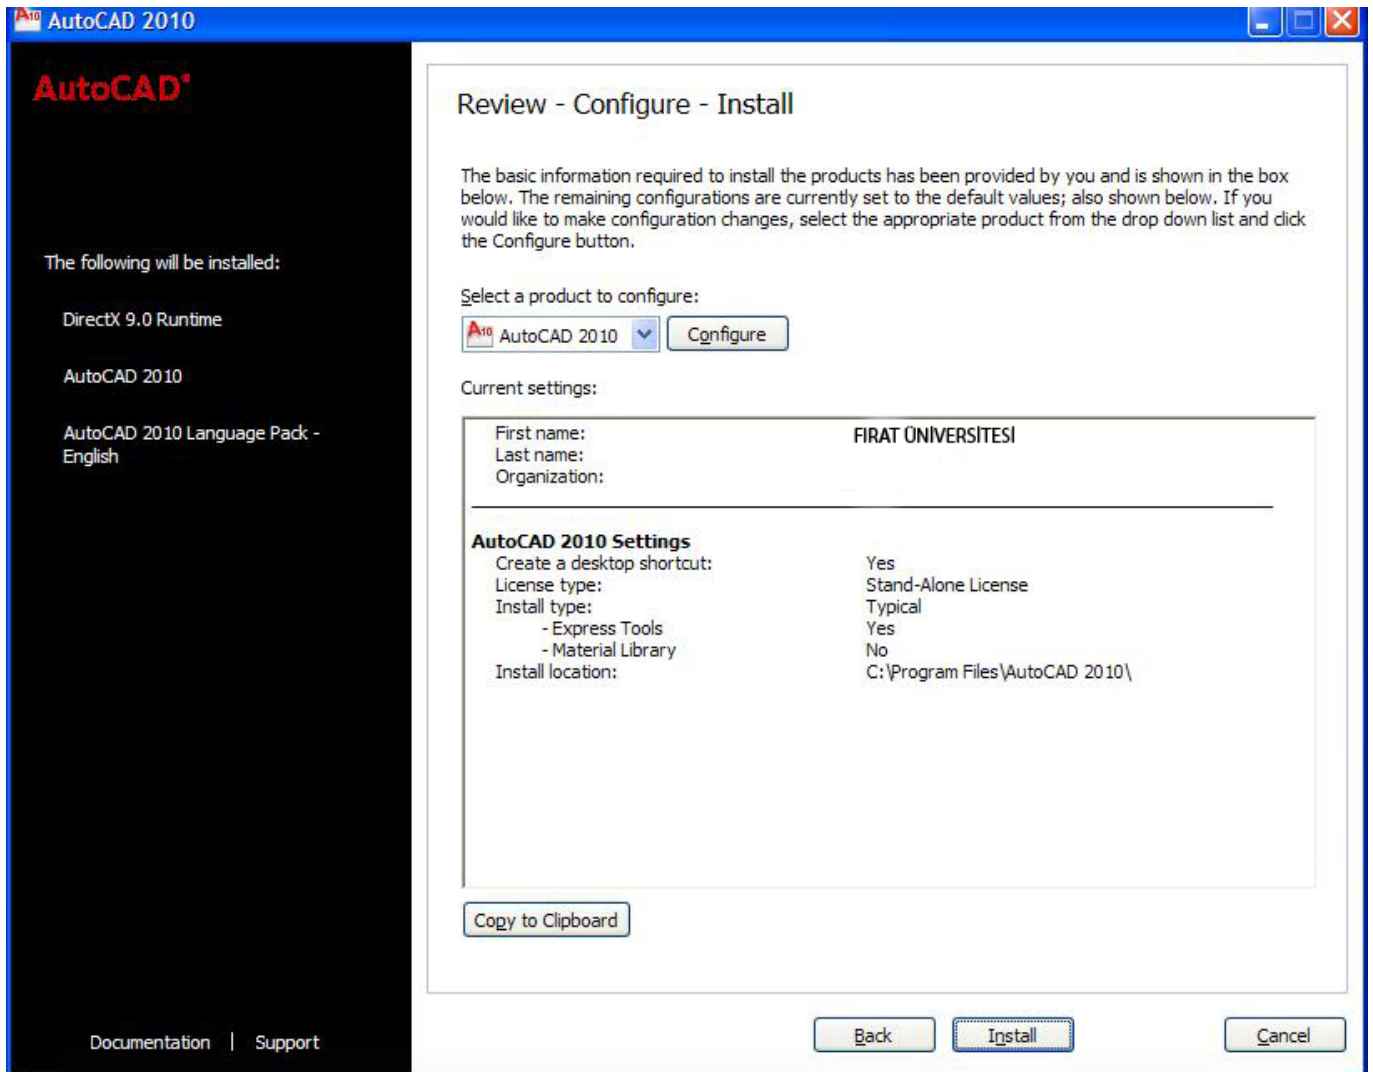 AutoCAD 2010
AutoCAD
The following will be installed:
DirectX 9.0 Runtime
AutoCAD 2010
AutoCAD 2010 Language Pack -
English
Documentation | Support
Review - Configure - Install
The basic information required to install the products has been provided by you and is shown in the box
below. The remaining configurations are currently set to the default values; also shown below. If you
would like to make configuration changes, select the appropriate product from the drop down list and click
the Configure button.
Select a product to configure:
AutoCAD 2010 Configure
Current settings:
First name: FIRAT ÜNİVERSİTESİ
Last name:
Organization:
AutoCAD 2010 Settings
Create a desktop shortcut: Yes
License type: Stand-Alone License
Install type: Typical
- Express Tools Yes
- Material Library No
Install location: C:\Program Files\AutoCAD 2010\
Copy to Clipboard
Back Install Cancel